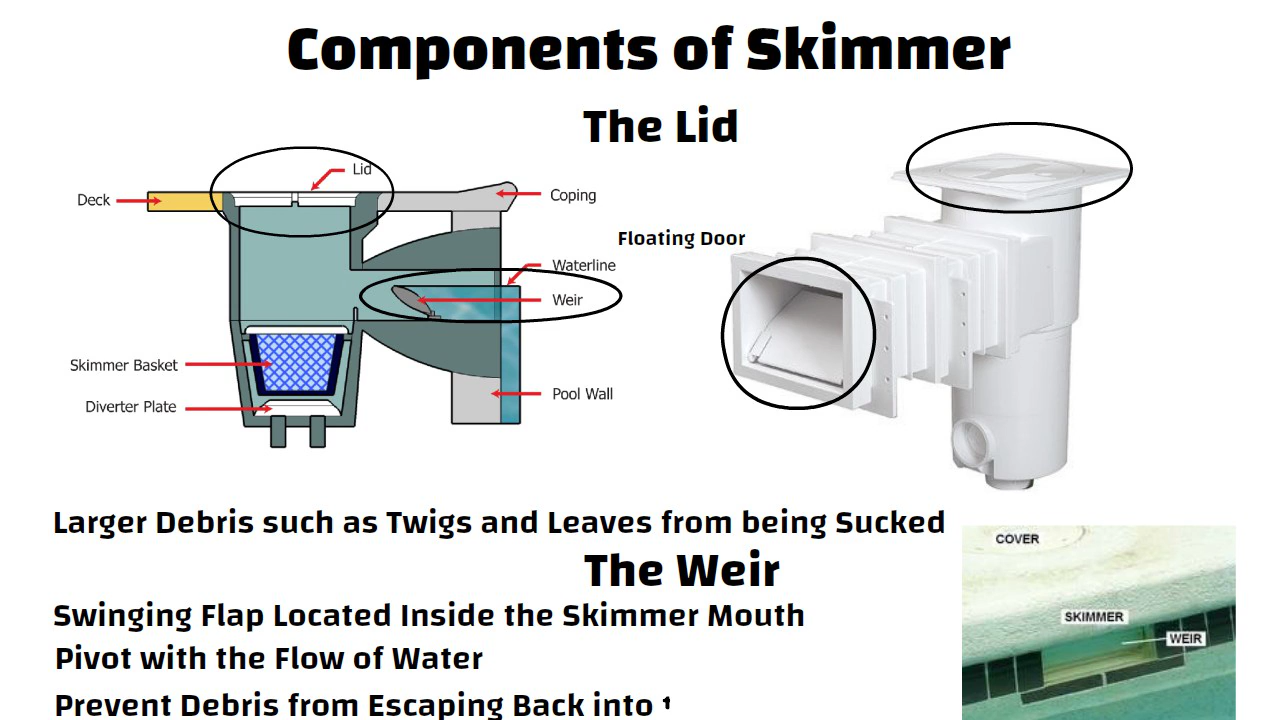 Components of Skimmer
The Lid
Lid
Deck
Coping
Floating Door
Waterline
Weir
Skimmer Basket
Pool Wall
Diverter Plate
Larger Debris such as Twigs and Leaves from being Sucked
COVER
The Weir
Swinging Flap Located Inside the Skimmer Mouth
SKIMMER
WEIR
Pivot with the Flow of Water
Prevent Debris from Escaping Back into